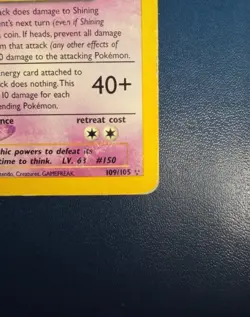 ack does damage to Shining
ent's next turn (even if Shining
coin. If heads, prevent all damage
m that attack (any other effects of
0 damage to the attacking Pokémon.
nergy card attached to
ck does nothing. This
10 damage for each
ending Pokémon.
40+
nce retreat cost
hic powers to defeat its
time to think. LV. 61 #150
ntendo, Creatures, GAMEFREAK. 109/105